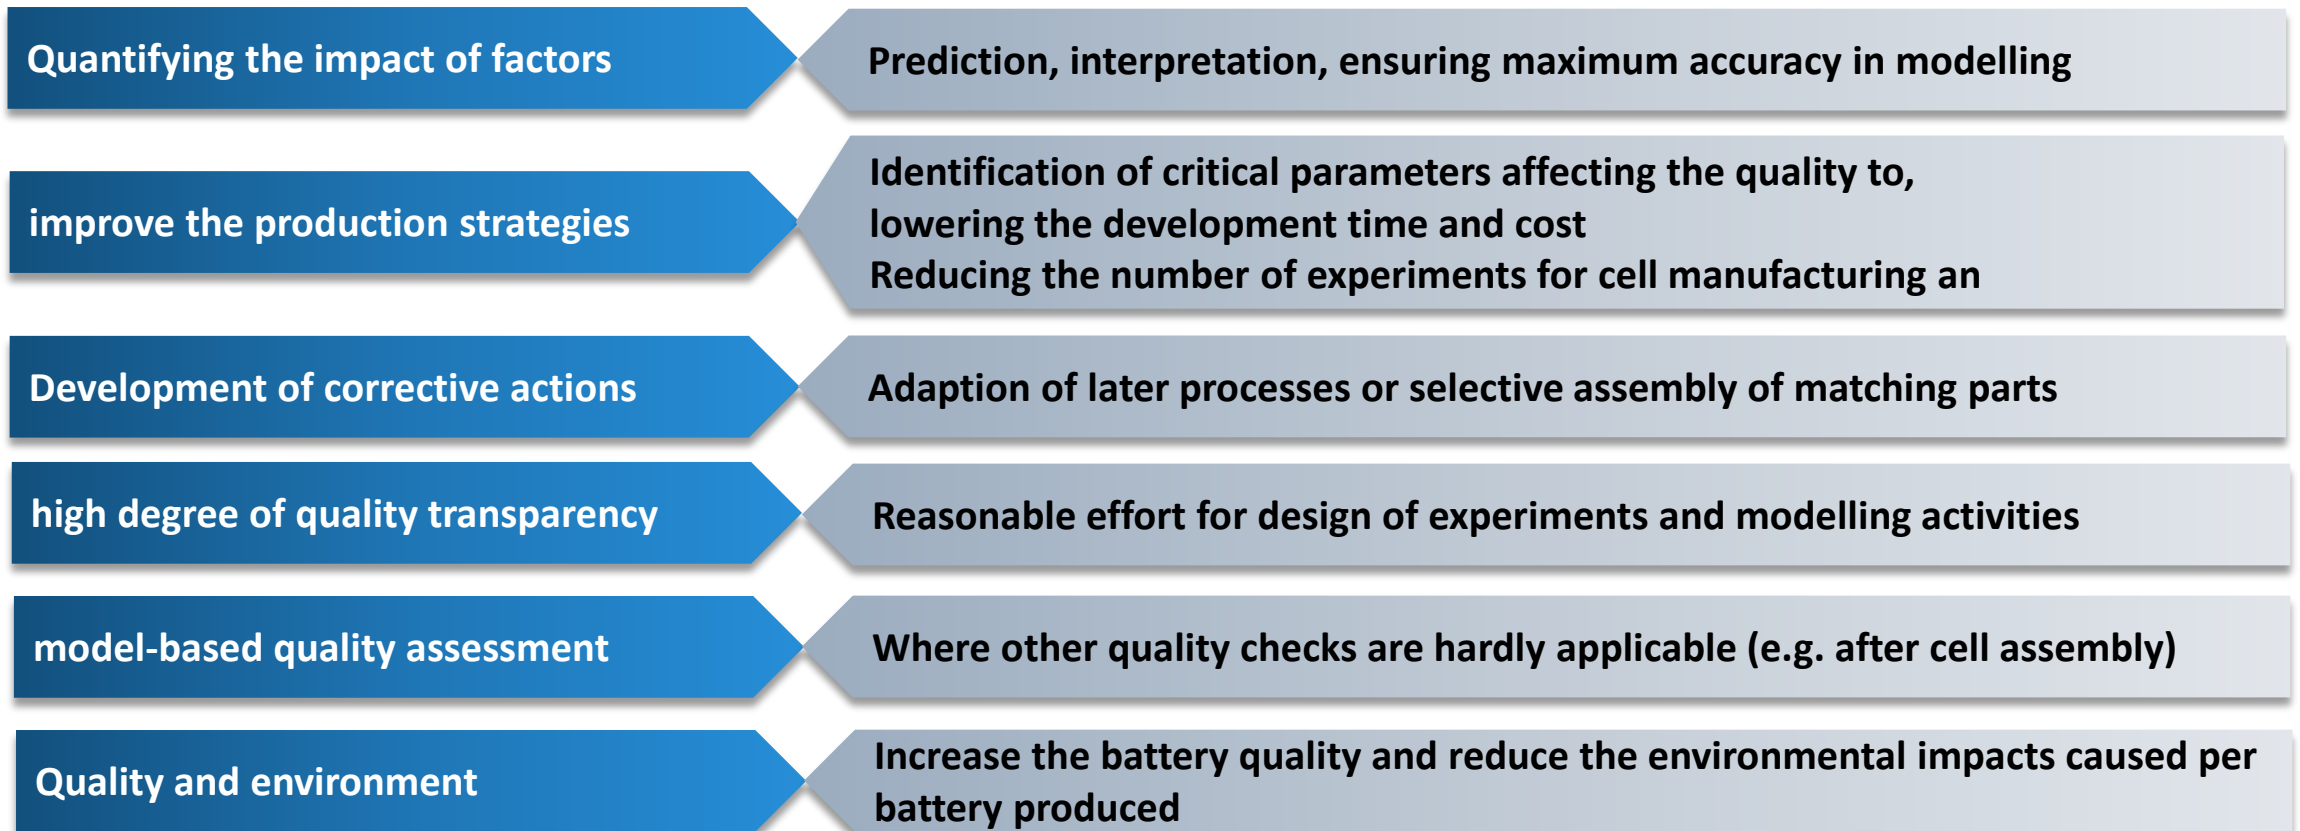 Quantifying the impact of factors
Prediction, interpretation, ensuring maximum accuracy in modelling
improve the production strategies
Identification of critical parameters affecting the quality to,
lowering the development time and cost
Reducing the number of experiments for cell manufacturing an
Development of corrective actions
Adaption of later processes or selective assembly of matching parts
high degree of quality transparency
Reasonable effort for design of experiments and modelling activities
model-based quality assessment
Where other quality checks are hardly applicable (e.g. after cell assembly)
Quality and environment
Increase the battery quality and reduce the environmental impacts caused per
battery produced